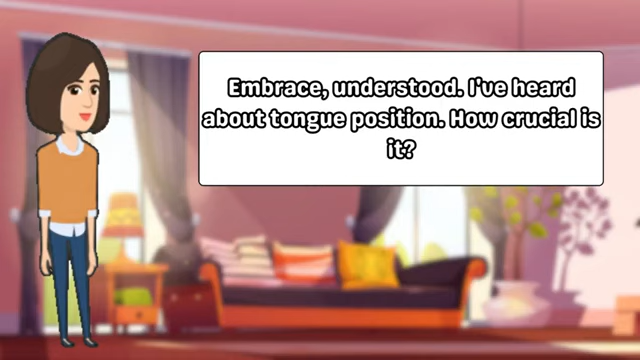 Embrace, understood. I've heard
about tongue position. How crucial is
it?